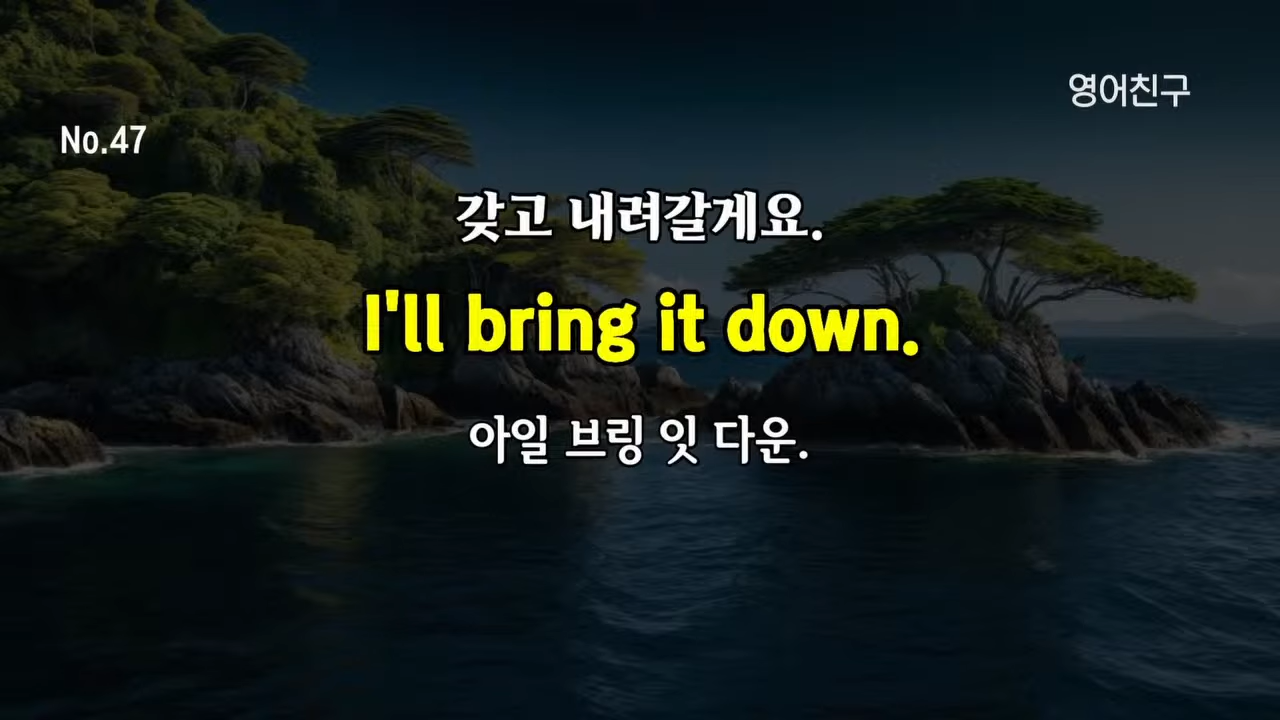 영어친구
No.47
갖고 내려갈게요.
I'll bring it down.
아일 브링 잇 다운.